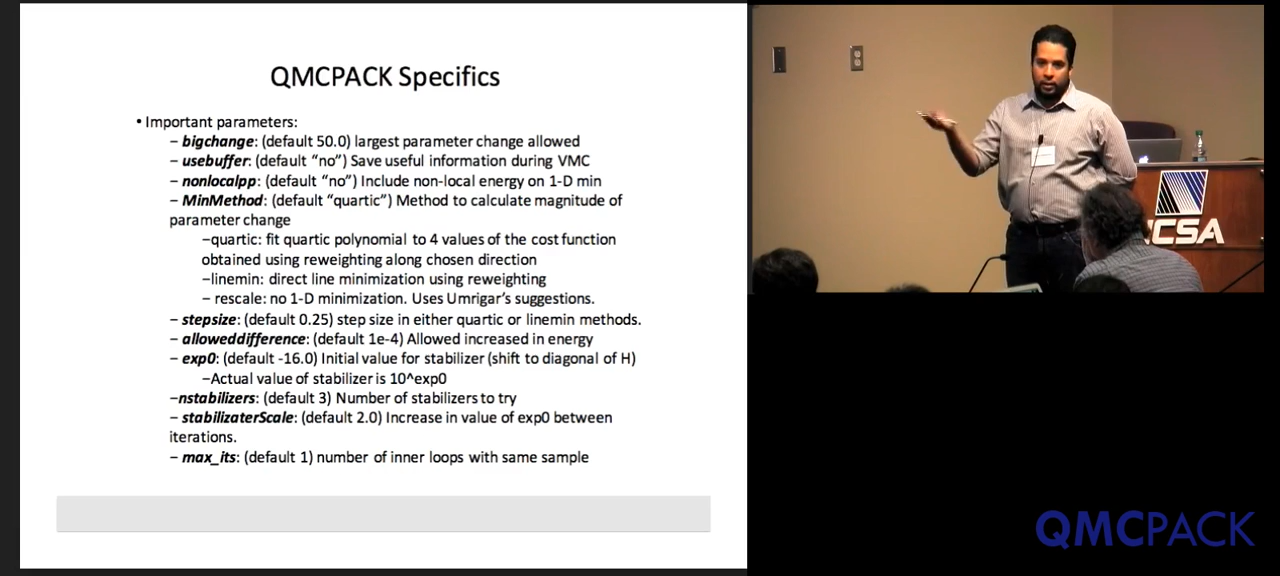 QMCPACK Specifics
• Important parameters:
– bigchange: (default 50.0) largest parameter change allowed
– usebuffer: (default “no”) Save useful information during VMC
– nonlocalpp: (default “no”) Include non-local energy on 1-D min
– MinMethod: (default “quartic”) Method to calculate magnitude of
parameter change
–quartic: fit quartic polynomial to 4 values of the cost function
obtained using reweighting along chosen direction
–linemin: direct line minimization using reweighting
– rescale: no 1-D minimization. Uses Umrigar’s suggestions.
– stepsize: (default 0.25) step size in either quartic or linemin methods.
– alloweddifference: (default 1e-4) Allowed increased in energy
– exp0: (default -16.0) Initial value for stabilizer (shift to diagonal of H)
–Actual value of stabilizer is 10^exp0
–nstabilizers: (default 3) Number of stabilizers to try
– stabilizaterScale: (default 2.0) Increase in value of exp0 between
iterations.
– max_its: (default 1) number of inner loops with same sample
CSA
QMCPACK